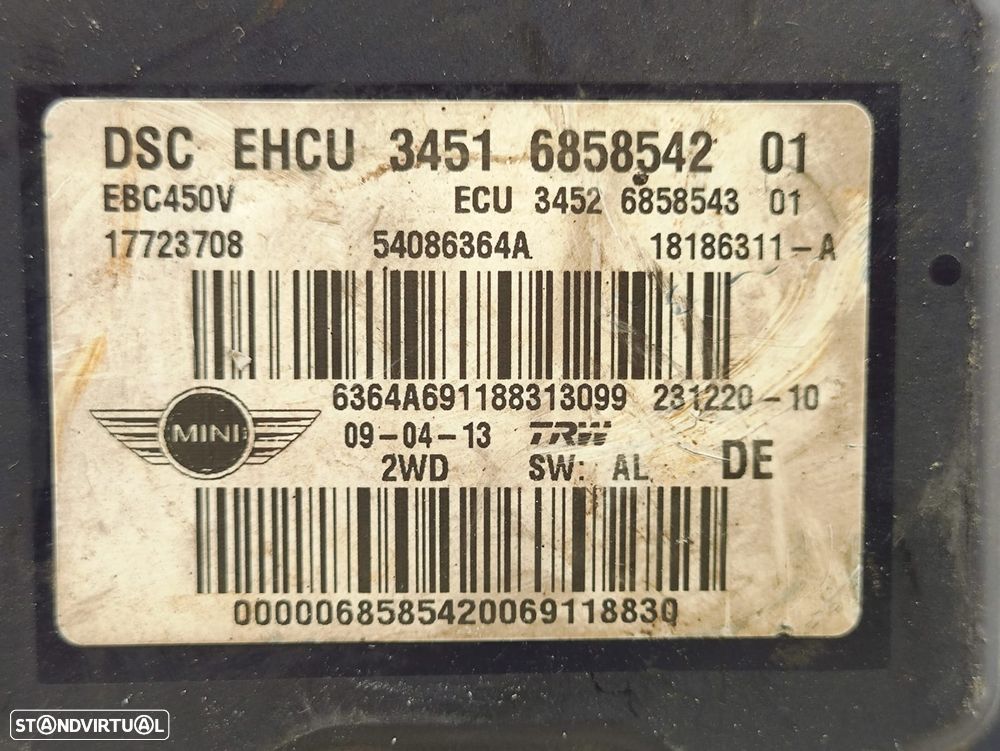 DSC EHCU 3451 6858542 01
EBC450V ECU 3452 6858543 01
17723708 54086364A 18186311-A
6364A691188313099 231220-10
MINI 09-04-13 TRW
2WD SW: AL DE
00000685854200691188300
STANDVIRTUAL